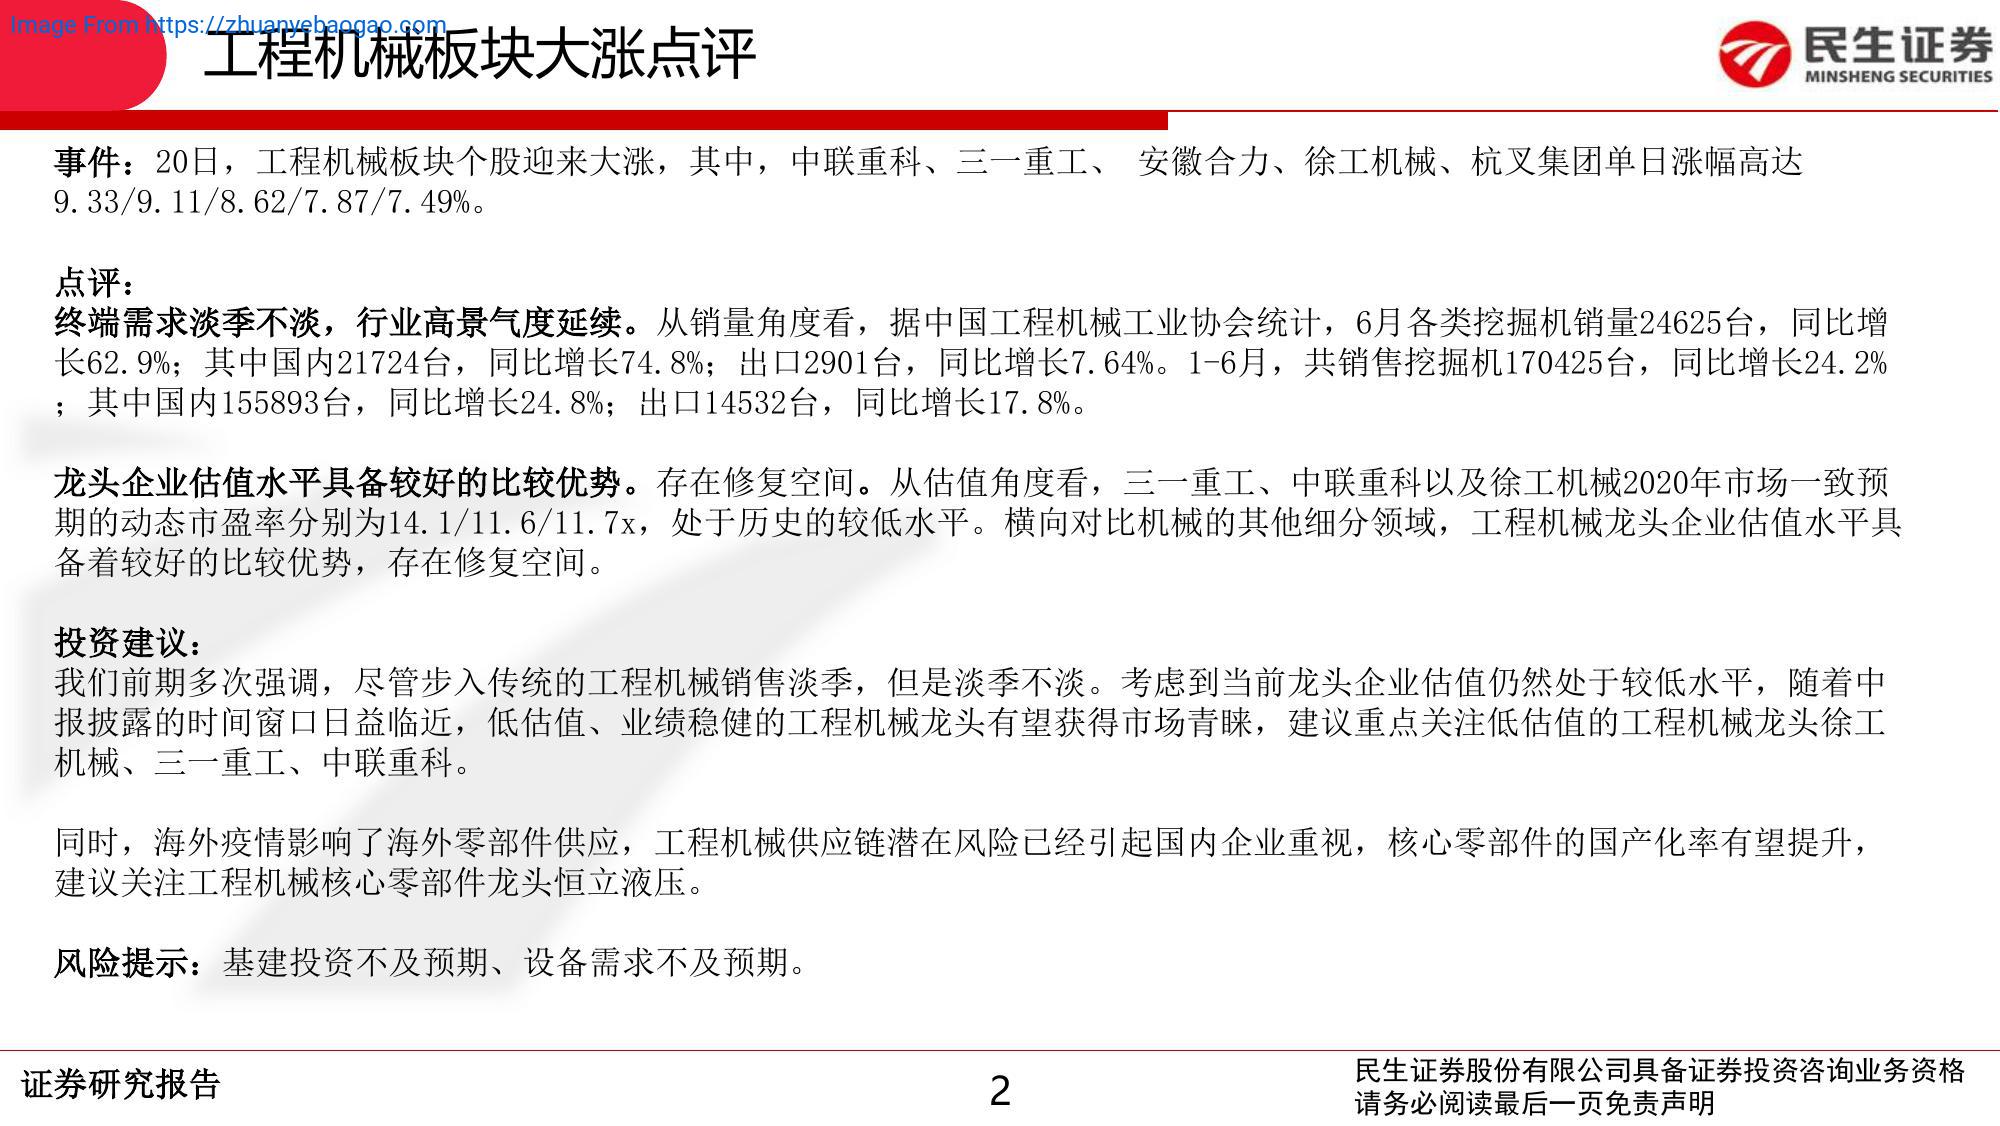 Image From https://zhuanyebaogao.com
工程机械板块大涨点评
民生证券
MINSHENG SECURITIES
事件：20日，工程机械板块个股迎来大涨，其中，中联重科、三一重工、 安徽合力、徐工机械、杭叉集团单日涨幅高达
9.33/9.11/8.62/7.87/7.49%。
点评：
终端需求淡季不淡，行业高景气度延续。从销量角度看，据中国工程机械工业协会统计，6月各类挖掘机销量24625台，同比增
长62.9%；其中国内21724台，同比增长74.8%；出口2901台，同比增长7.64%。1-6月，共销售挖掘机170425台，同比增长24.2%
；其中国内155893台，同比增长24.8%；出口14532台，同比增长17.8%。
龙头企业估值水平具备较好的比较优势。存在修复空间。从估值角度看，三一重工、中联重科以及徐工机械2020年市场一致预
期的动态市盈率分别为14.1/11.6/11.7x，处于历史的较低水平。横向对比机械的其他细分领域，工程机械龙头企业估值水平具
备着较好的比较优势，存在修复空间。
投资建议：
我们前期多次强调，尽管步入传统的工程机械销售淡季，但是淡季不淡。考虑到当前龙头企业估值仍然处于较低水平，随着中
报披露的时间窗口日益临近，低估值、业绩稳健的工程机械龙头有望获得市场青睐，建议重点关注低估值的工程机械龙头徐工
机械、三一重工、中联重科。
同时，海外疫情影响了海外零部件供应，工程机械供应链潜在风险已经引起国内企业重视，核心零部件的国产化率有望提升，
建议关注工程机械核心零部件龙头恒立液压。
风险提示：基建投资不及预期、设备需求不及预期。
证券研究报告
2
民生证券股份有限公司具备证券投资咨询业务资格
请务必阅读最后一页免责声明